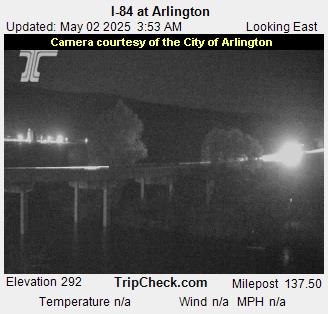 I-84 at Arlington
Updated: May 02 2025 3:53 AM Looking East
Camera courtesy of the City of Arlington
Elevation 292 TripCheck.com Milepost 137.50
Temperature n/a Wind n/a MPH n/a